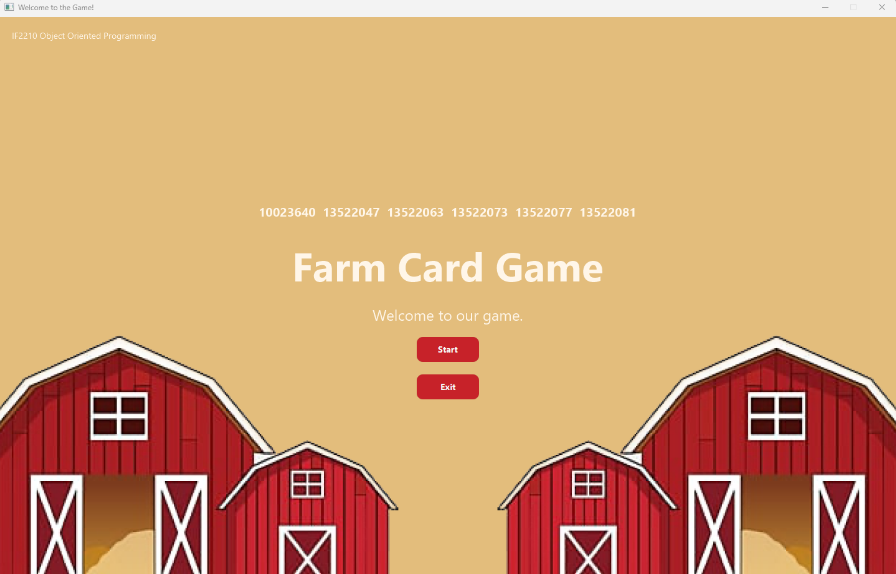 Welcome to the Game!
IF2210 Object Oriented Programming
10023640 13522047 13522063 13522073 13522077 13522081
Farm Card Game
Welcome to our game.
Start
Exit